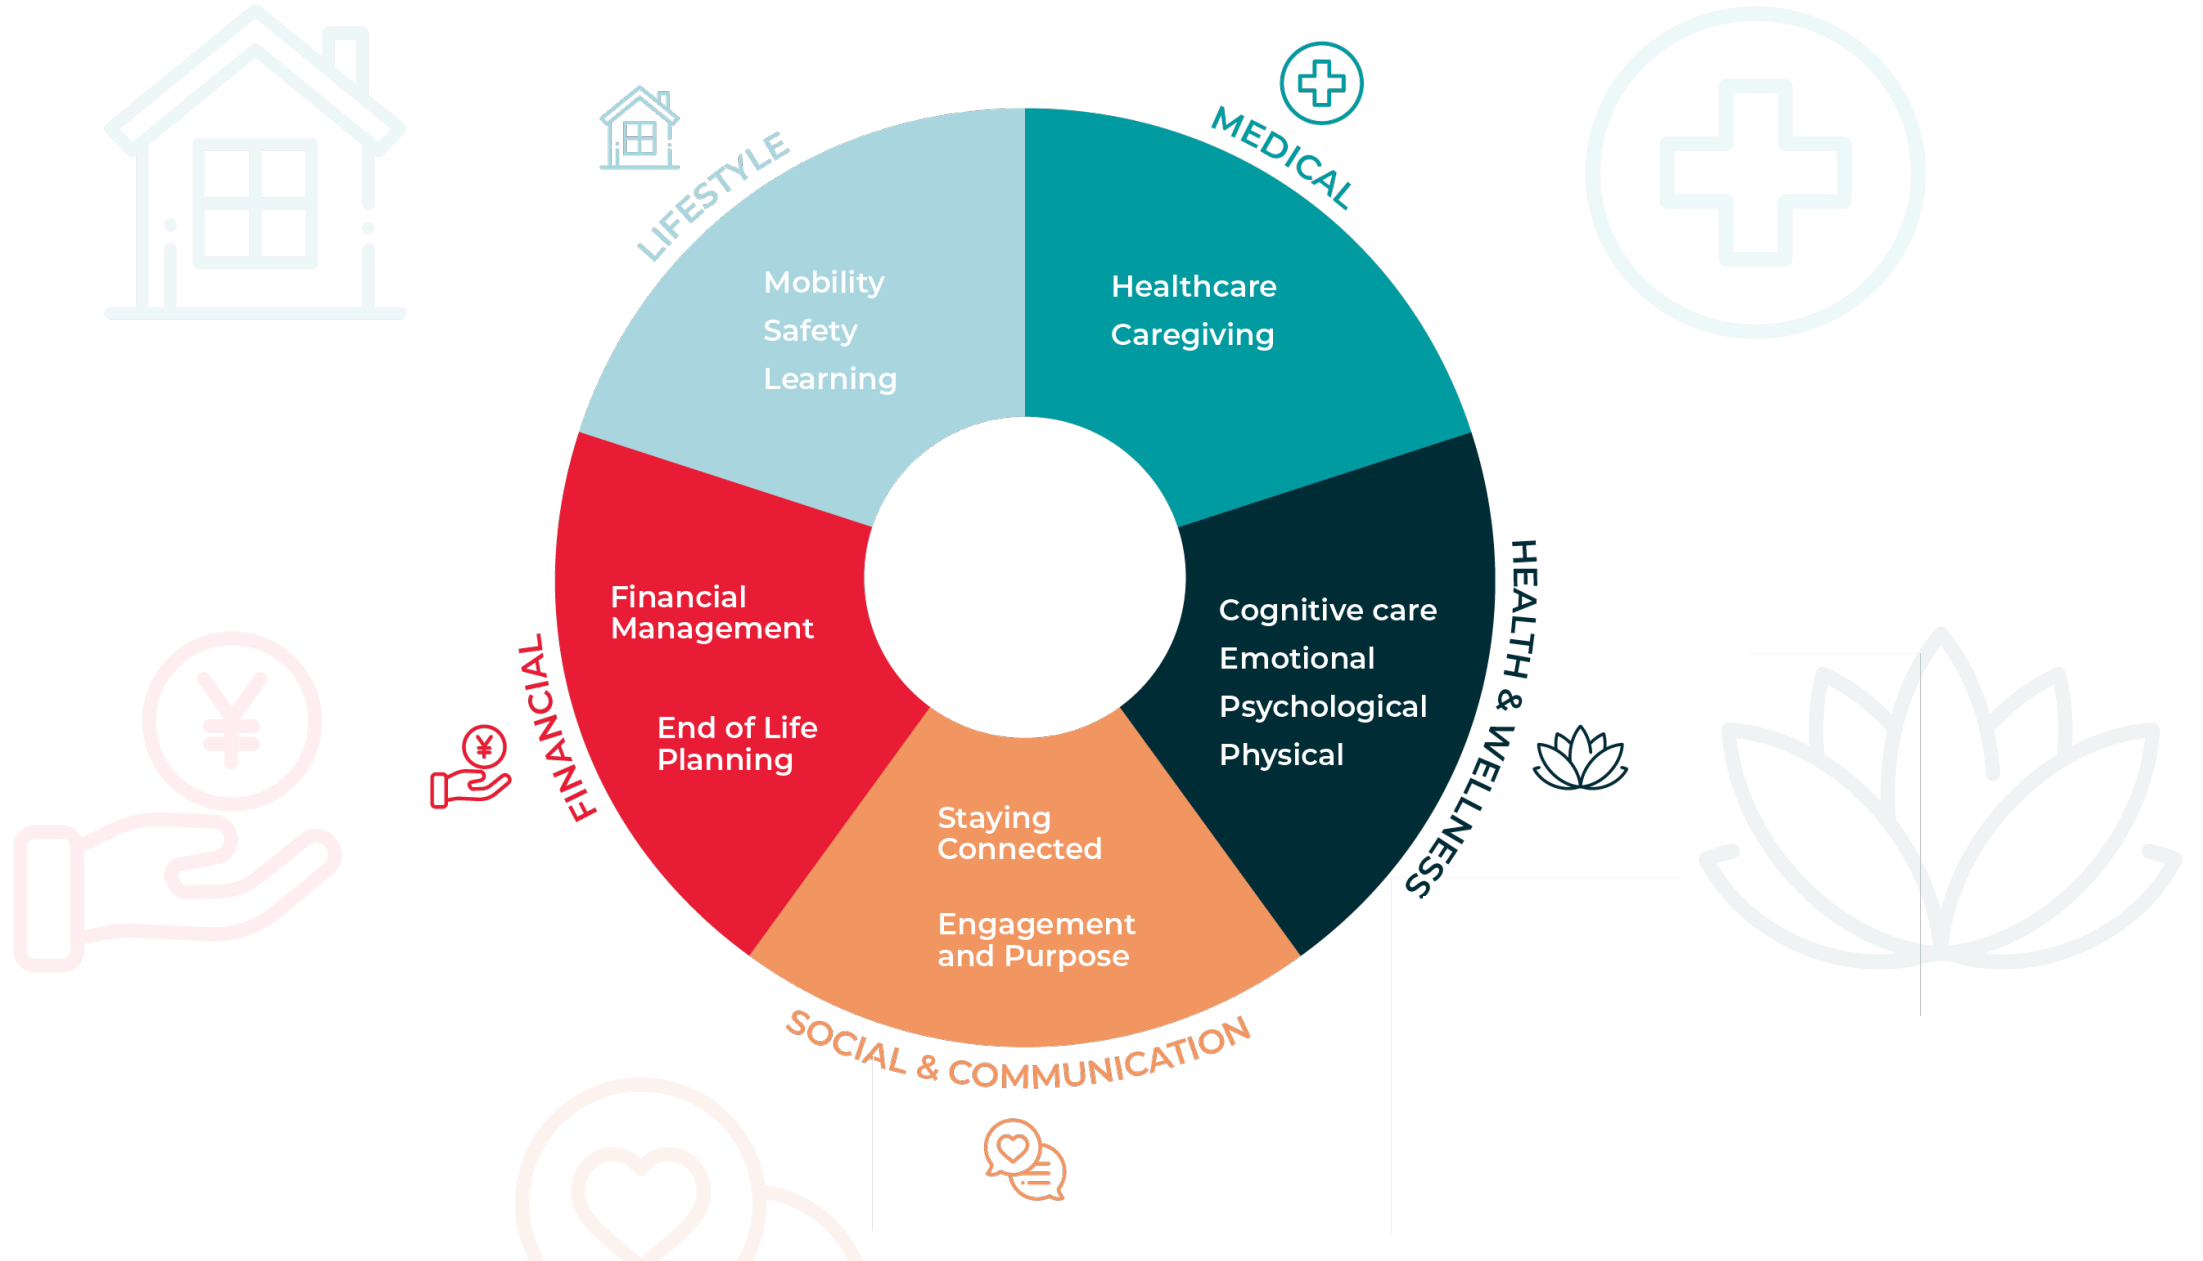 LIFESTYLE
Mobility
Safety
Learning
MEDICAL
Healthcare
Caregiving
HEALTH & WELLNESS
Cognitive care
Emotional
Psychological
Physical
SOCIAL & COMMUNICATION
Staying
Connected
Engagement
and Purpose
FINANCIAL
Financial
Management
End of Life
Planning
¥
¥